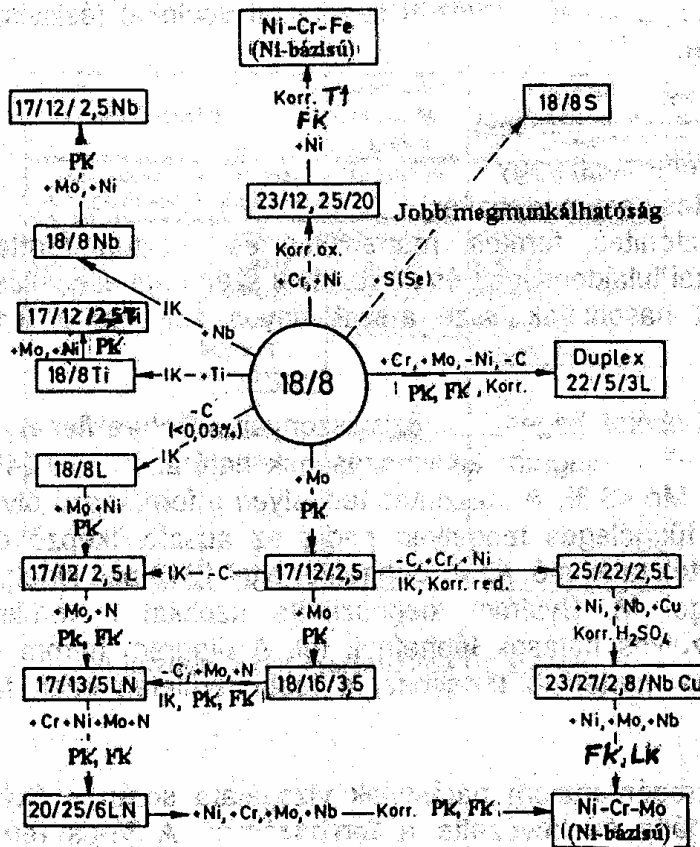 Ni-Cr-Fe
(Ni-bázisú)
Korr. T↑
FK
+Ni
17/12/2,5Nb
18/8 S
PK
+Mo,+Ni
23/12, 25/20
Jobb megmunkálhatóság
18/8 Nb
Korr.ox.
+Cr,+Ni
+S(Se)
IK
+Nb
17/12/2,5Ti
+Mo,+Ni
PK
18/8 Ti
IK
+Ti
18/8
+Cr,+Mo,-Ni,-C
PK, FK, Korr.
Duplex
22/5/3L
-C
(<0,03%)
IK
18/8L
+Mo
PK
+Mo+Ni
PK
17/12/2,5L
IK
-C
17/12/2,5
-C,+Cr,+Ni
IK, Korr. red.
25/22/2,5L
+Mo,+N
PK, FK
+Mo
PK
+Ni,+Nb,+Cu
Korr.H₂SO₄
17/13/5LN
-C,+Mo,+N
IK, PK, FK
18/16/3,5
23/27/2,8/Nb Cu
+Cr+Ni+Mo+N
PK, FK
+Ni,+Mo,+Nb
FK, LK
20/25/6LN
+Ni,+Cr,+Mo,+Nb
Korr. PK, FK
Ni-Cr-Mo
(Ni-bázisú)